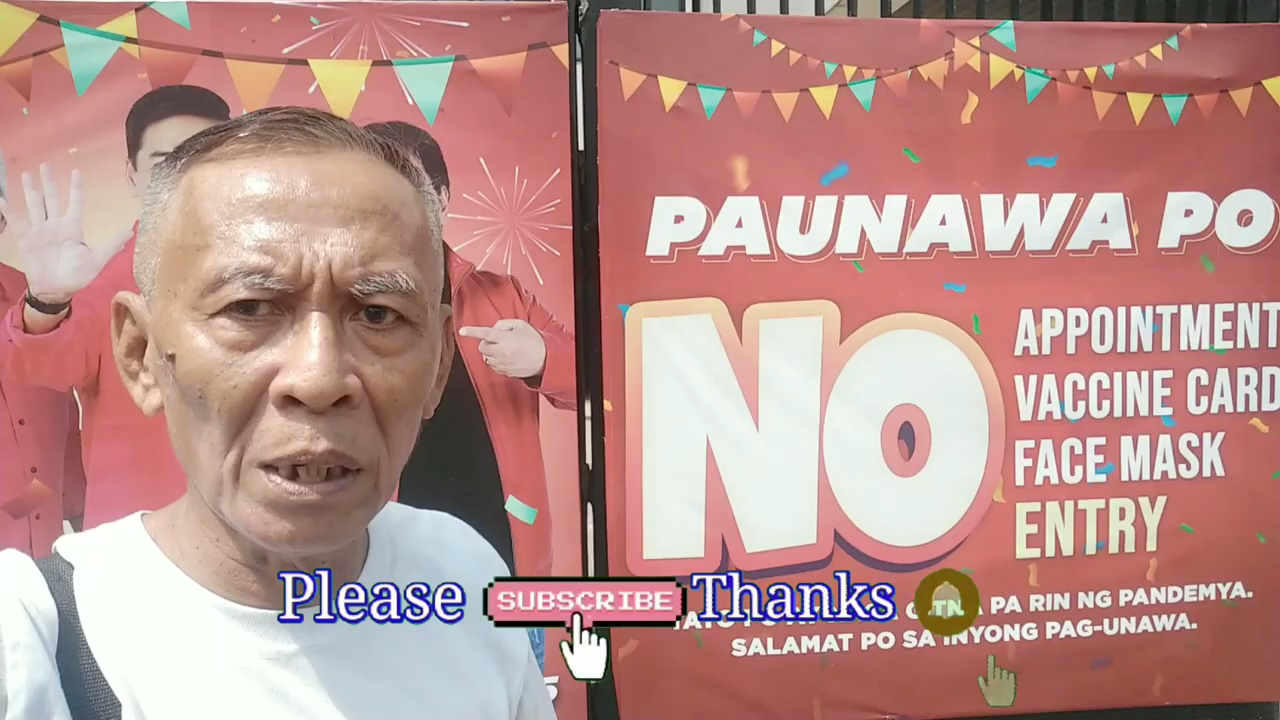 PAUNAWA PO
NO
APPOINTMENT
VACCINE CARD
FACE MASK
ENTRY
PA RIN NG PANDEMYA.
SALAMAT PO SA INYONG PAG-UNAWA.
Please SUBSCRIBE Thanks
5